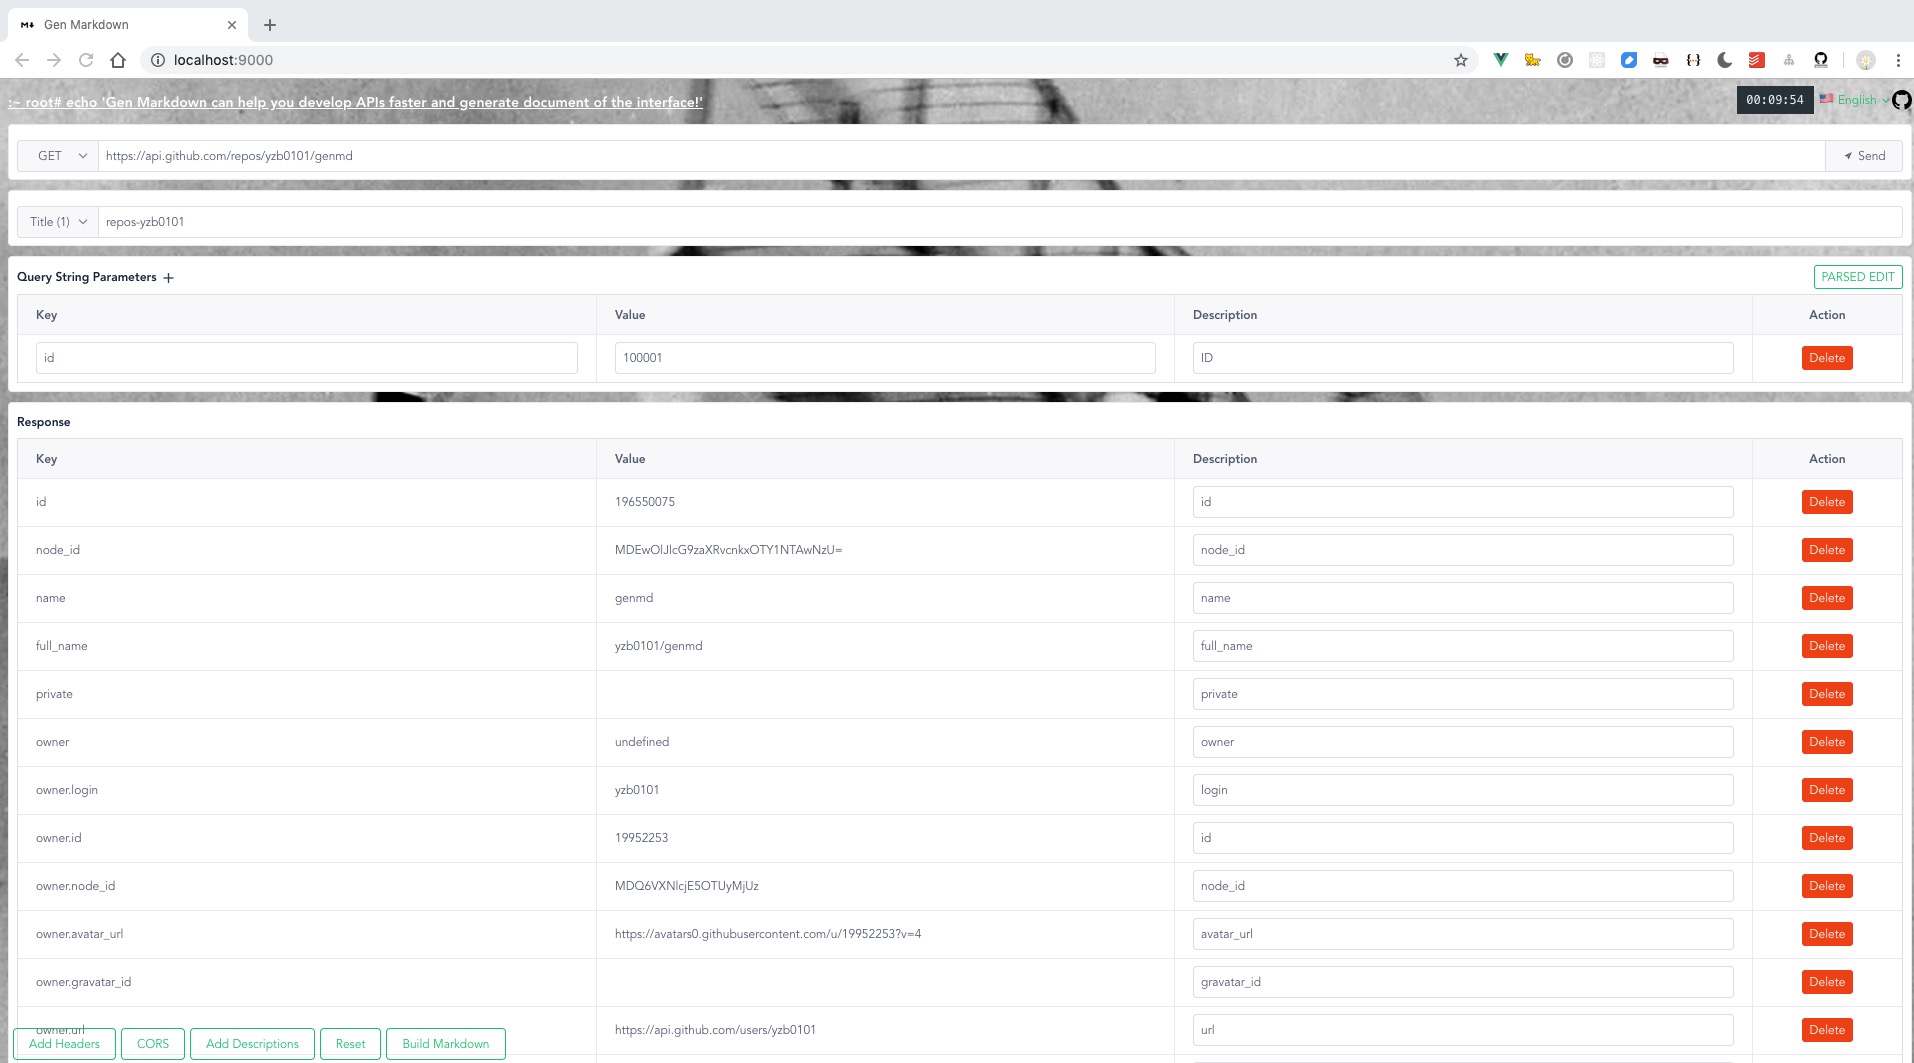 Gen Markdown
localhost:9000
:~ root# echo 'Gen Markdown can help you develop APIs faster and generate document of the interface!'
00:09:54 English
GET https://api.github.com/repos/yzb0101/genmd Send
Title (1) repos-yzb0101
Query String Parameters + PARSED EDIT
Key Value Description Action
id 100001 ID Delete
Response
Key Value Description Action
id 196550075 id Delete
node_id MDEwOlJlcG9zaXRvcnkxOTY1NTAwNzU= node_id Delete
name genmd name Delete
full_name yzb0101/genmd full_name Delete
private private Delete
owner undefined owner Delete
owner.login yzb0101 login Delete
owner.id 19952253 id Delete
owner.node_id MDQ6VXNlcjE5OTUyMjUz node_id Delete
owner.avatar_url https://avatars0.githubusercontent.com/u/19952253?v=4 avatar_url Delete
owner.gravatar_id gravatar_id Delete
owner.url https://api.github.com/users/yzb0101 url Delete
Add Headers CORS Add Descriptions Reset Build Markdown